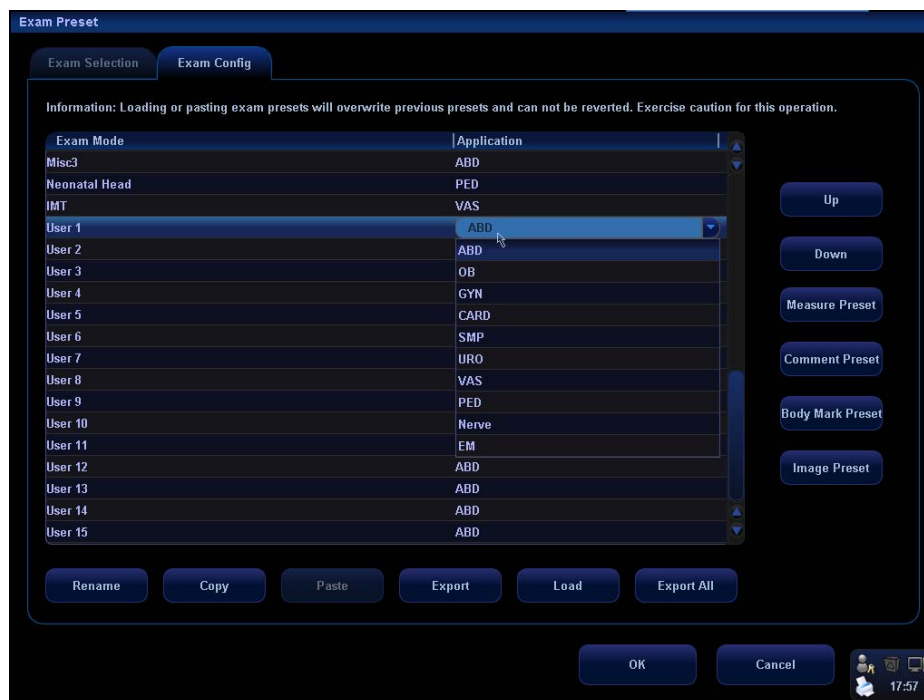 Exam Preset
Exam Selection Exam Config
Information: Loading or pasting exam presets will overwrite previous presets and can not be reverted. Exercise caution for this operation.
Exam Mode Application
Misc3 ABD
Neonatal Head PED
IMT VAS
User 1 ABD
User 2 ABD
User 3 OB
User 4 GYN
User 5 CARD
User 6 SMP
User 7 URO
User 8 VAS
User 9 PED
User 10 Nerve
User 11 EM
User 12 ABD
User 13 ABD
User 14 ABD
User 15 ABD
Up
Down
Measure Preset
Comment Preset
Body Mark Preset
Image Preset
Rename Copy Paste Export Load Export All
OK Cancel
17:57